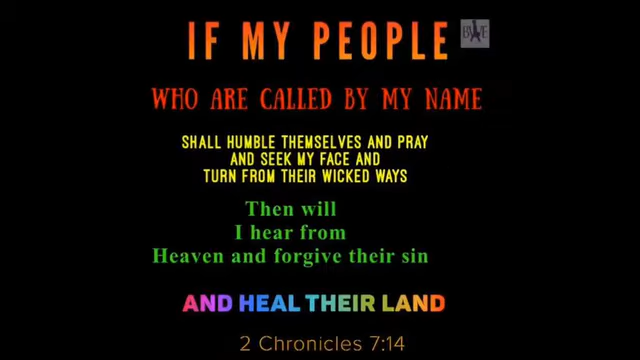 IF MY PEOPLE
WHO ARE CALLED BY MY NAME
SHALL HUMBLE THEMSELVES AND PRAY
AND SEEK MY FACE AND
TURN FROM THEIR WICKED WAYS
Then will
I hear from
Heaven and forgive their sin
AND HEAL THEIR LAND
2 Chronicles 7:14